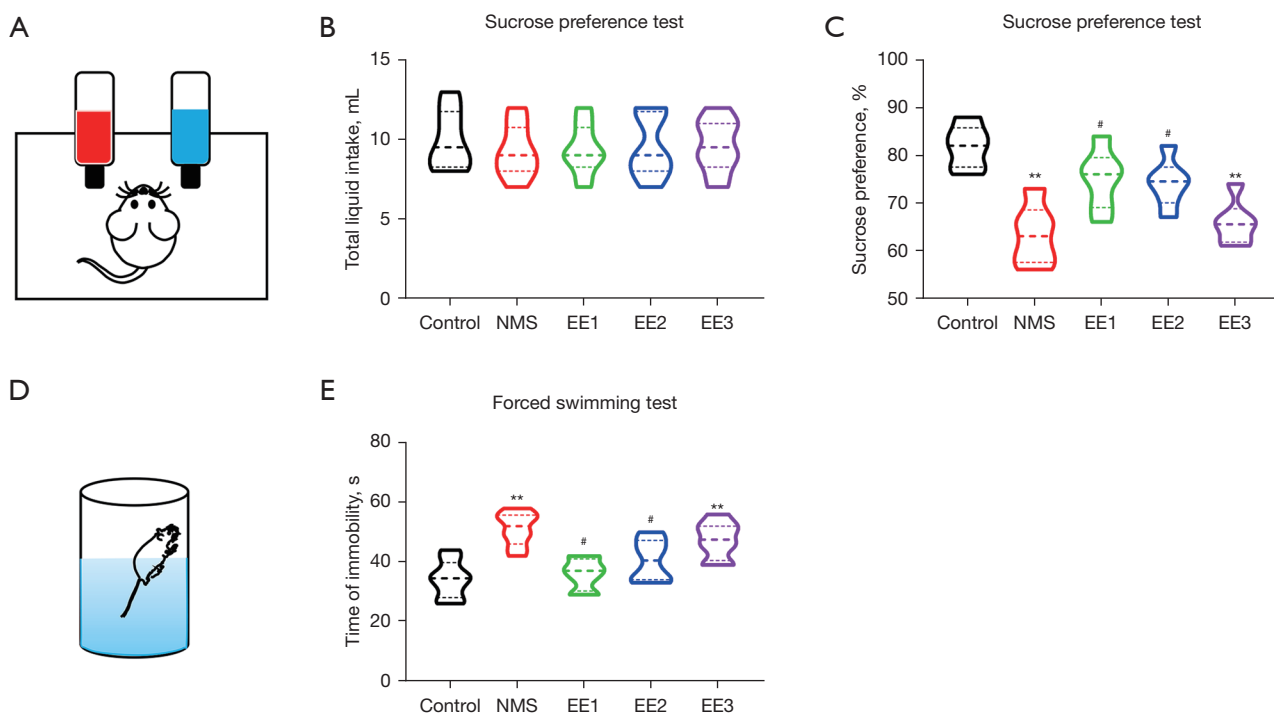 A
B
Sucrose preference test
Total liquid intake, mL
15
10
5
0
Control NMS EE1 EE2 EE3
C
Sucrose preference test
Sucrose preference, %
100
90
80
70
60
50
**
#
#
**
Control NMS EE1 EE2 EE3
D
E
Forced swimming test
Time of immobility, s
80
60
40
20
0
**
#
#
**
Control NMS EE1 EE2 EE3